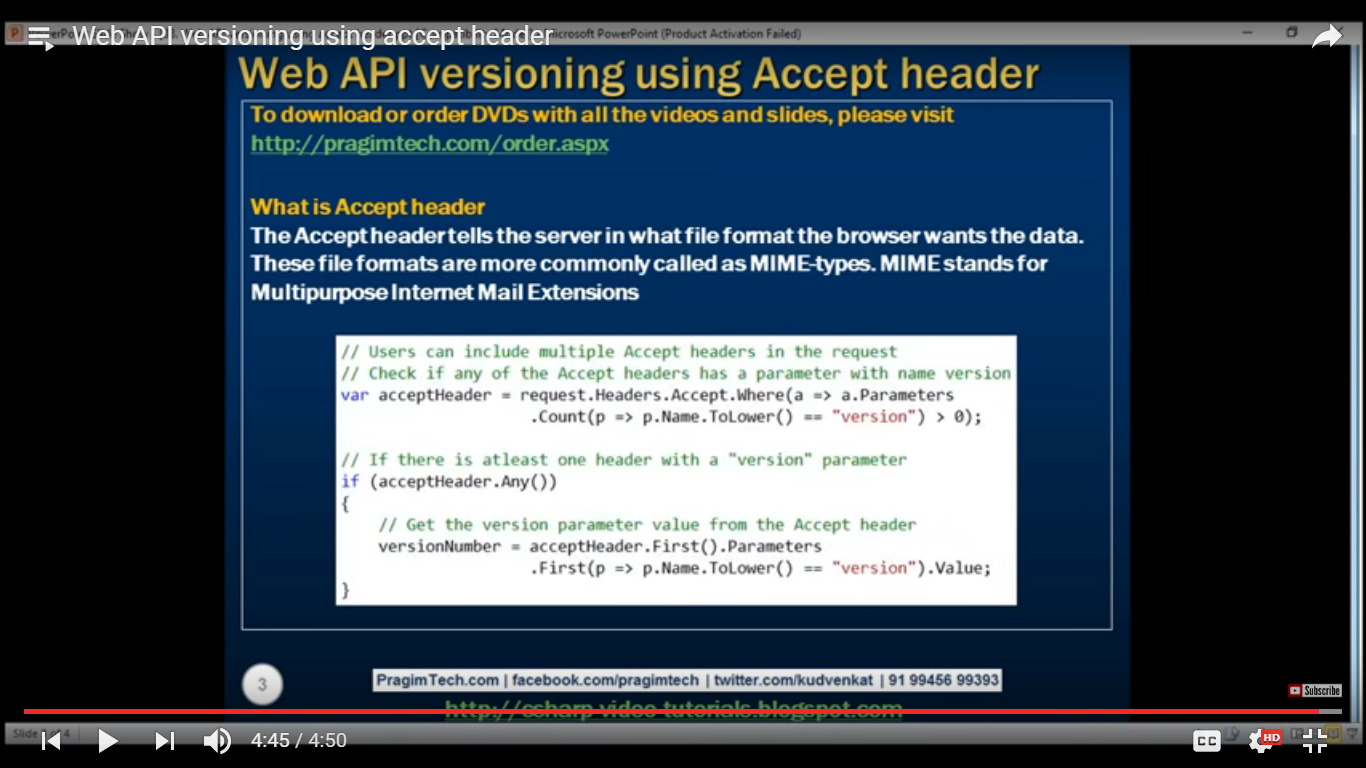 Web API versioning using accept header
Microsoft PowerPoint (Product Activation Failed)
Web API versioning using Accept header
To download or order DVDs with all the videos and slides, please visit
http://pragimtech.com/order.aspx
What is Accept header
The Accept header tells the server in what file format the browser wants the data.
These file formats are more commonly called as MIME-types. MIME stands for
Multipurpose Internet Mail Extensions
// Users can include multiple Accept headers in the request
// Check if any of the Accept headers has a parameter with name version
var acceptHeader = request.Headers.Accept.Where(a => a.Parameters
.Count(p => p.Name.ToLower() == "version") > 0);
// If there is atleast one header with a "version" parameter
if (acceptHeader.Any())
{
// Get the version parameter value from the Accept header
versionNumber = acceptHeader.First().Parameters
.First(p => p.Name.ToLower() == "version").Value;
}
3
PragimTech.com | facebook.com/pragimtech | twitter.com/kudvenkat | 91 99456 99393
Subscribe
http://csharp-video-tutorials.blogspot.com
Slide 4
4:45 / 4:50
CC
HD